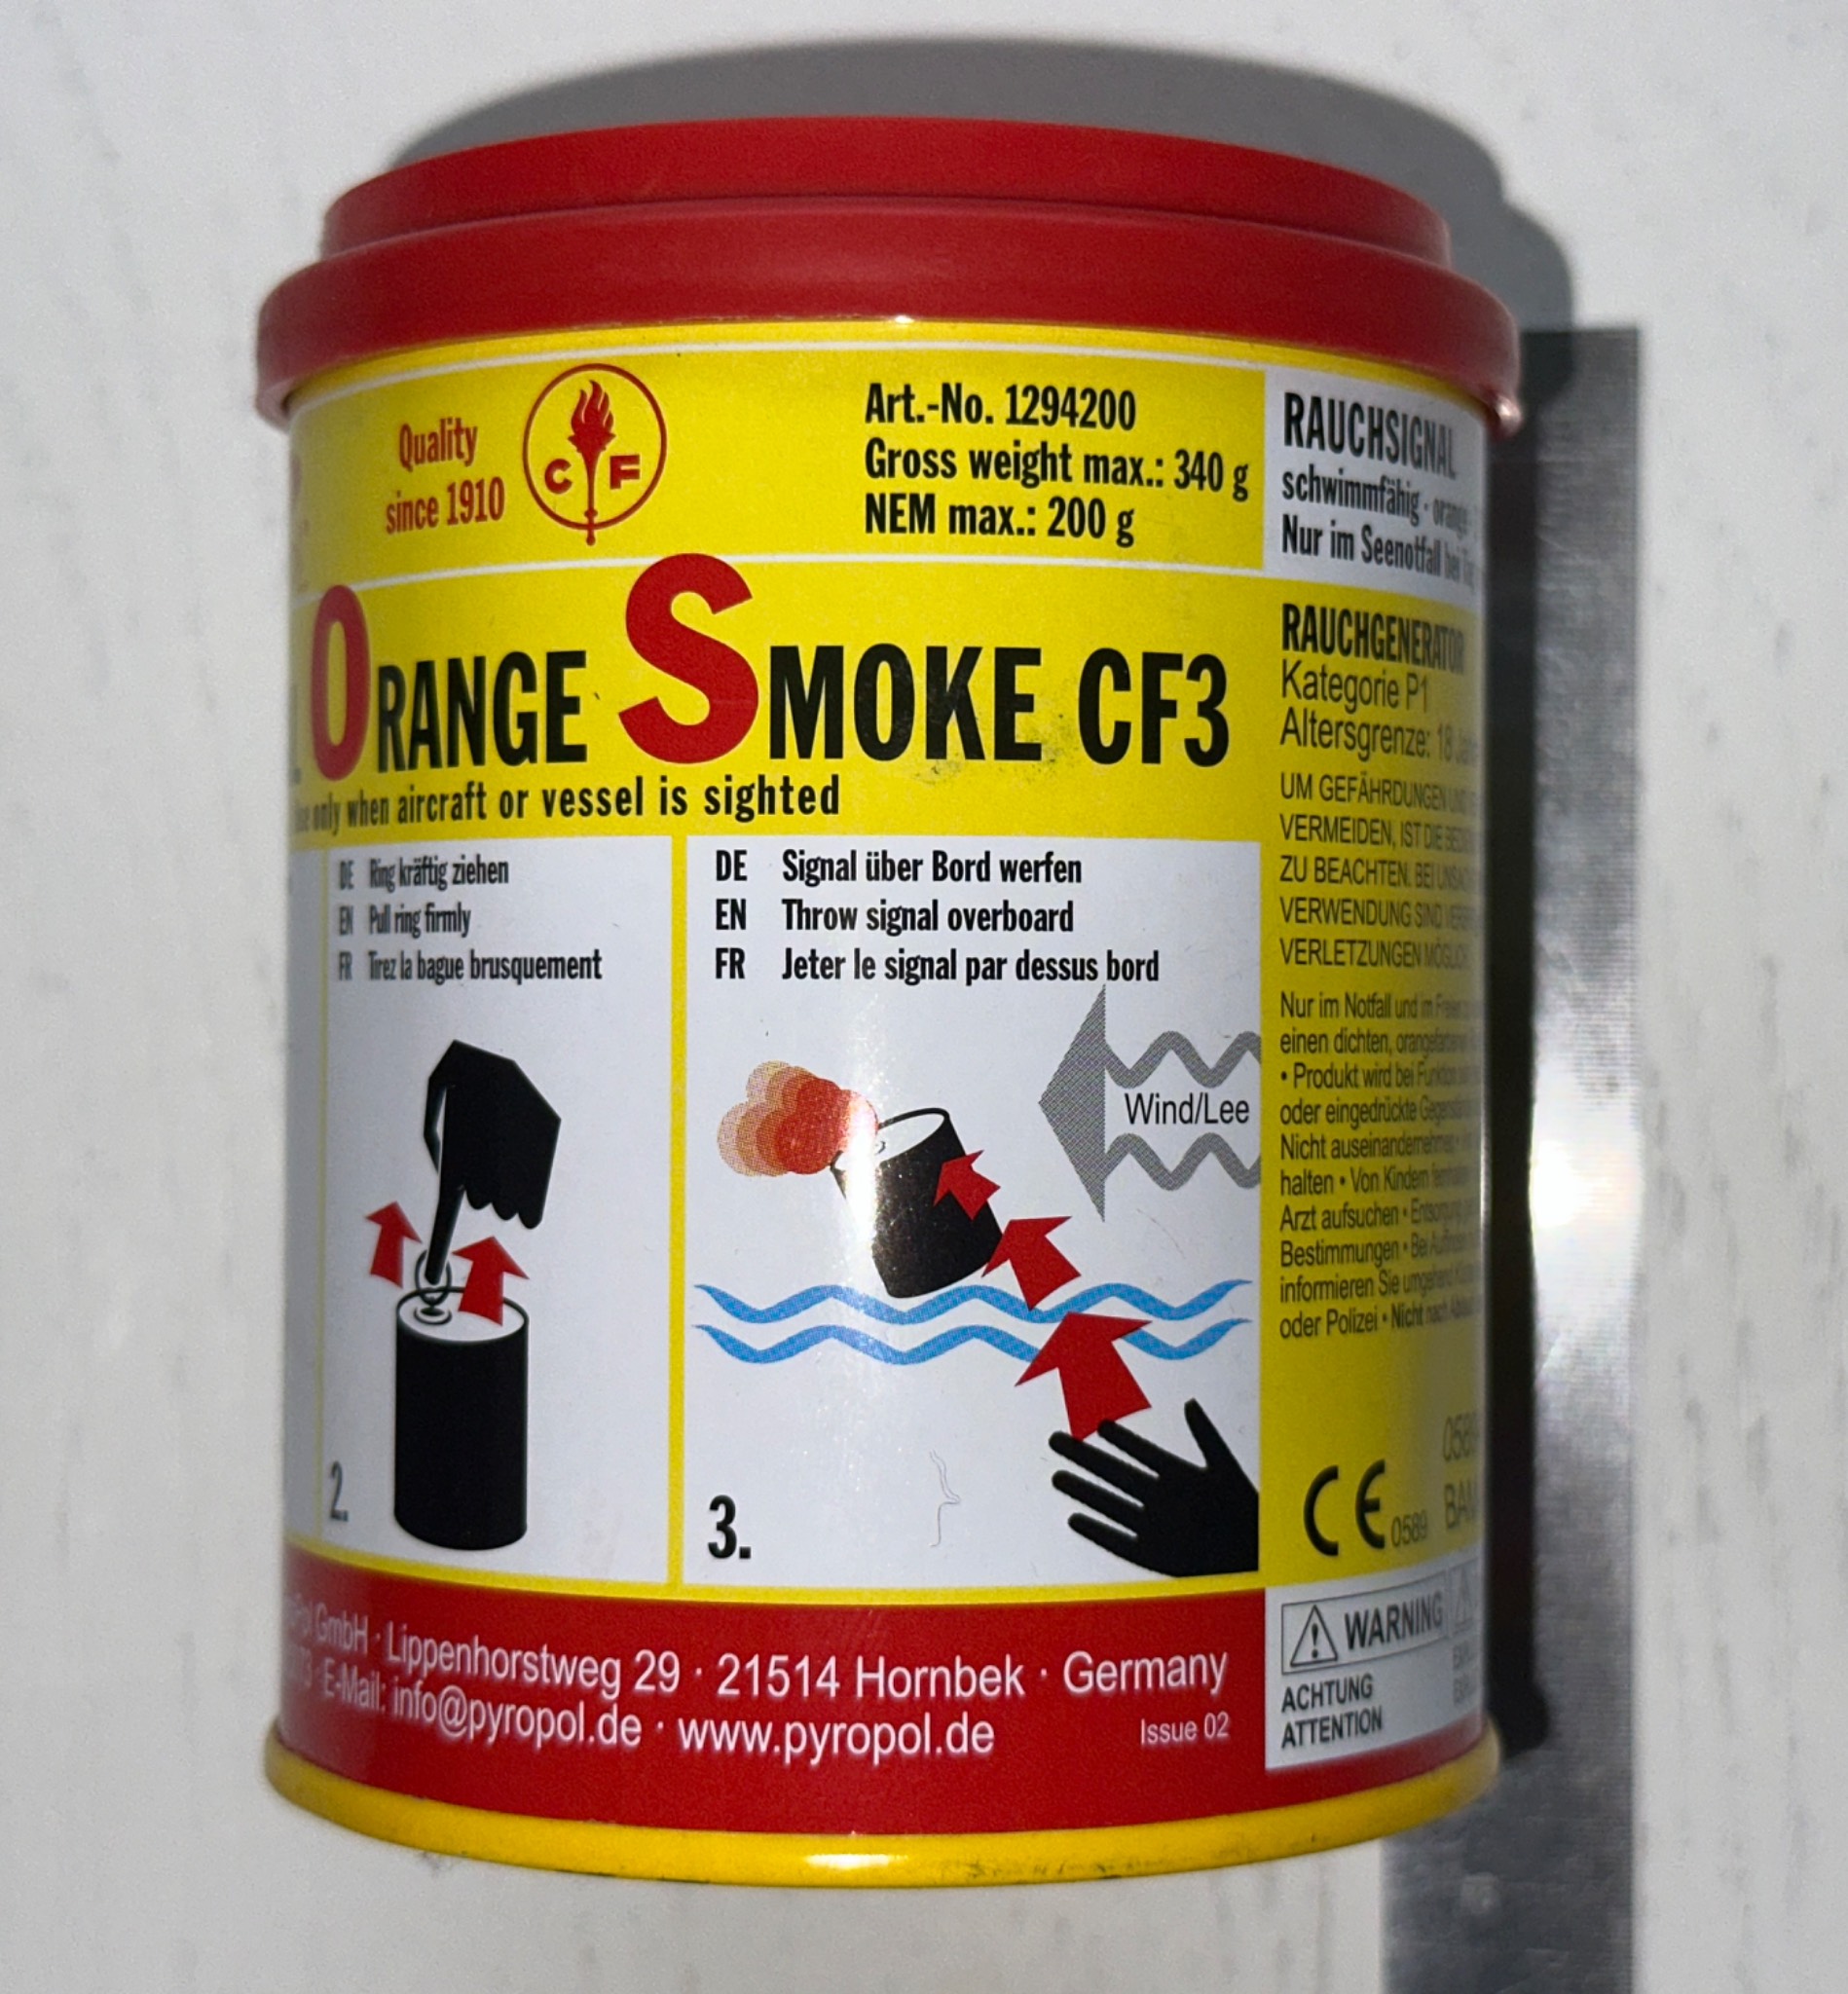 Quality
since 1910
C F
Art.-No. 1294200
Gross weight max.: 340 g
NEM max.: 200 g
ORANGE SMOKE CF3
only when aircraft or vessel is sighted
DE Ring kräftig ziehen
EN Pull ring firmly
FR Tirez la bague brusquement
2.
DE Signal über Bord werfen
EN Throw signal overboard
FR Jeter le signal par dessus bord
Wind/Lee
3.
GmbH · Lippenhorstweg 29 · 21514 Hornbek · Germany
E-Mail: info@pyropol.de · www.pyropol.de
Issue 02
RAUCHSIGNAL
schwimmfähig ·
Nur im Seenotfall
RAUCHGENERATOR
Kategorie P1
Altersgrenze: 18
UM GEFÄHRDUNGEN
VERMEIDEN, IST DIE
ZU BEACHTEN. BEI
VERWENDUNG SIND
VERLETZUNGEN MÖGLICH
Nur im Notfall und im
einen dichten,
• Produkt wird bei
oder eingedrückte
Nicht auseinandernehmen
halten • Von Kindern
Arzt aufsuchen •
Bestimmungen • Bei
informieren Sie umgehend
oder Polizei • Nicht
CE 0589
WARNING
ACHTUNG
ATTENTION